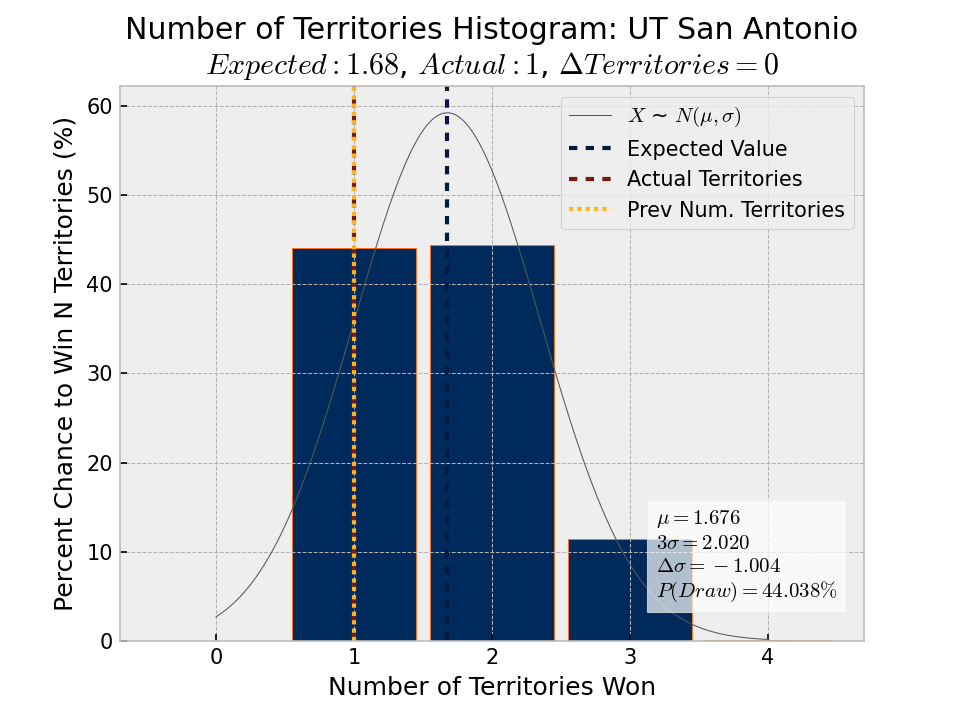 Number of Territories Histogram: UT San Antonio
Expected : 1.68, Actual : 1, ΔTerritories = 0
Percent Chance to Win N Territories (%)
60
50
40
30
20
10
0
X ~ N(μ, σ)
Expected Value
Actual Territories
Prev Num. Territories
μ = 1.676
3σ = 2.020
Δσ = −1.004
P(Draw) = 44.038%
0 1 2 3 4
Number of Territories Won